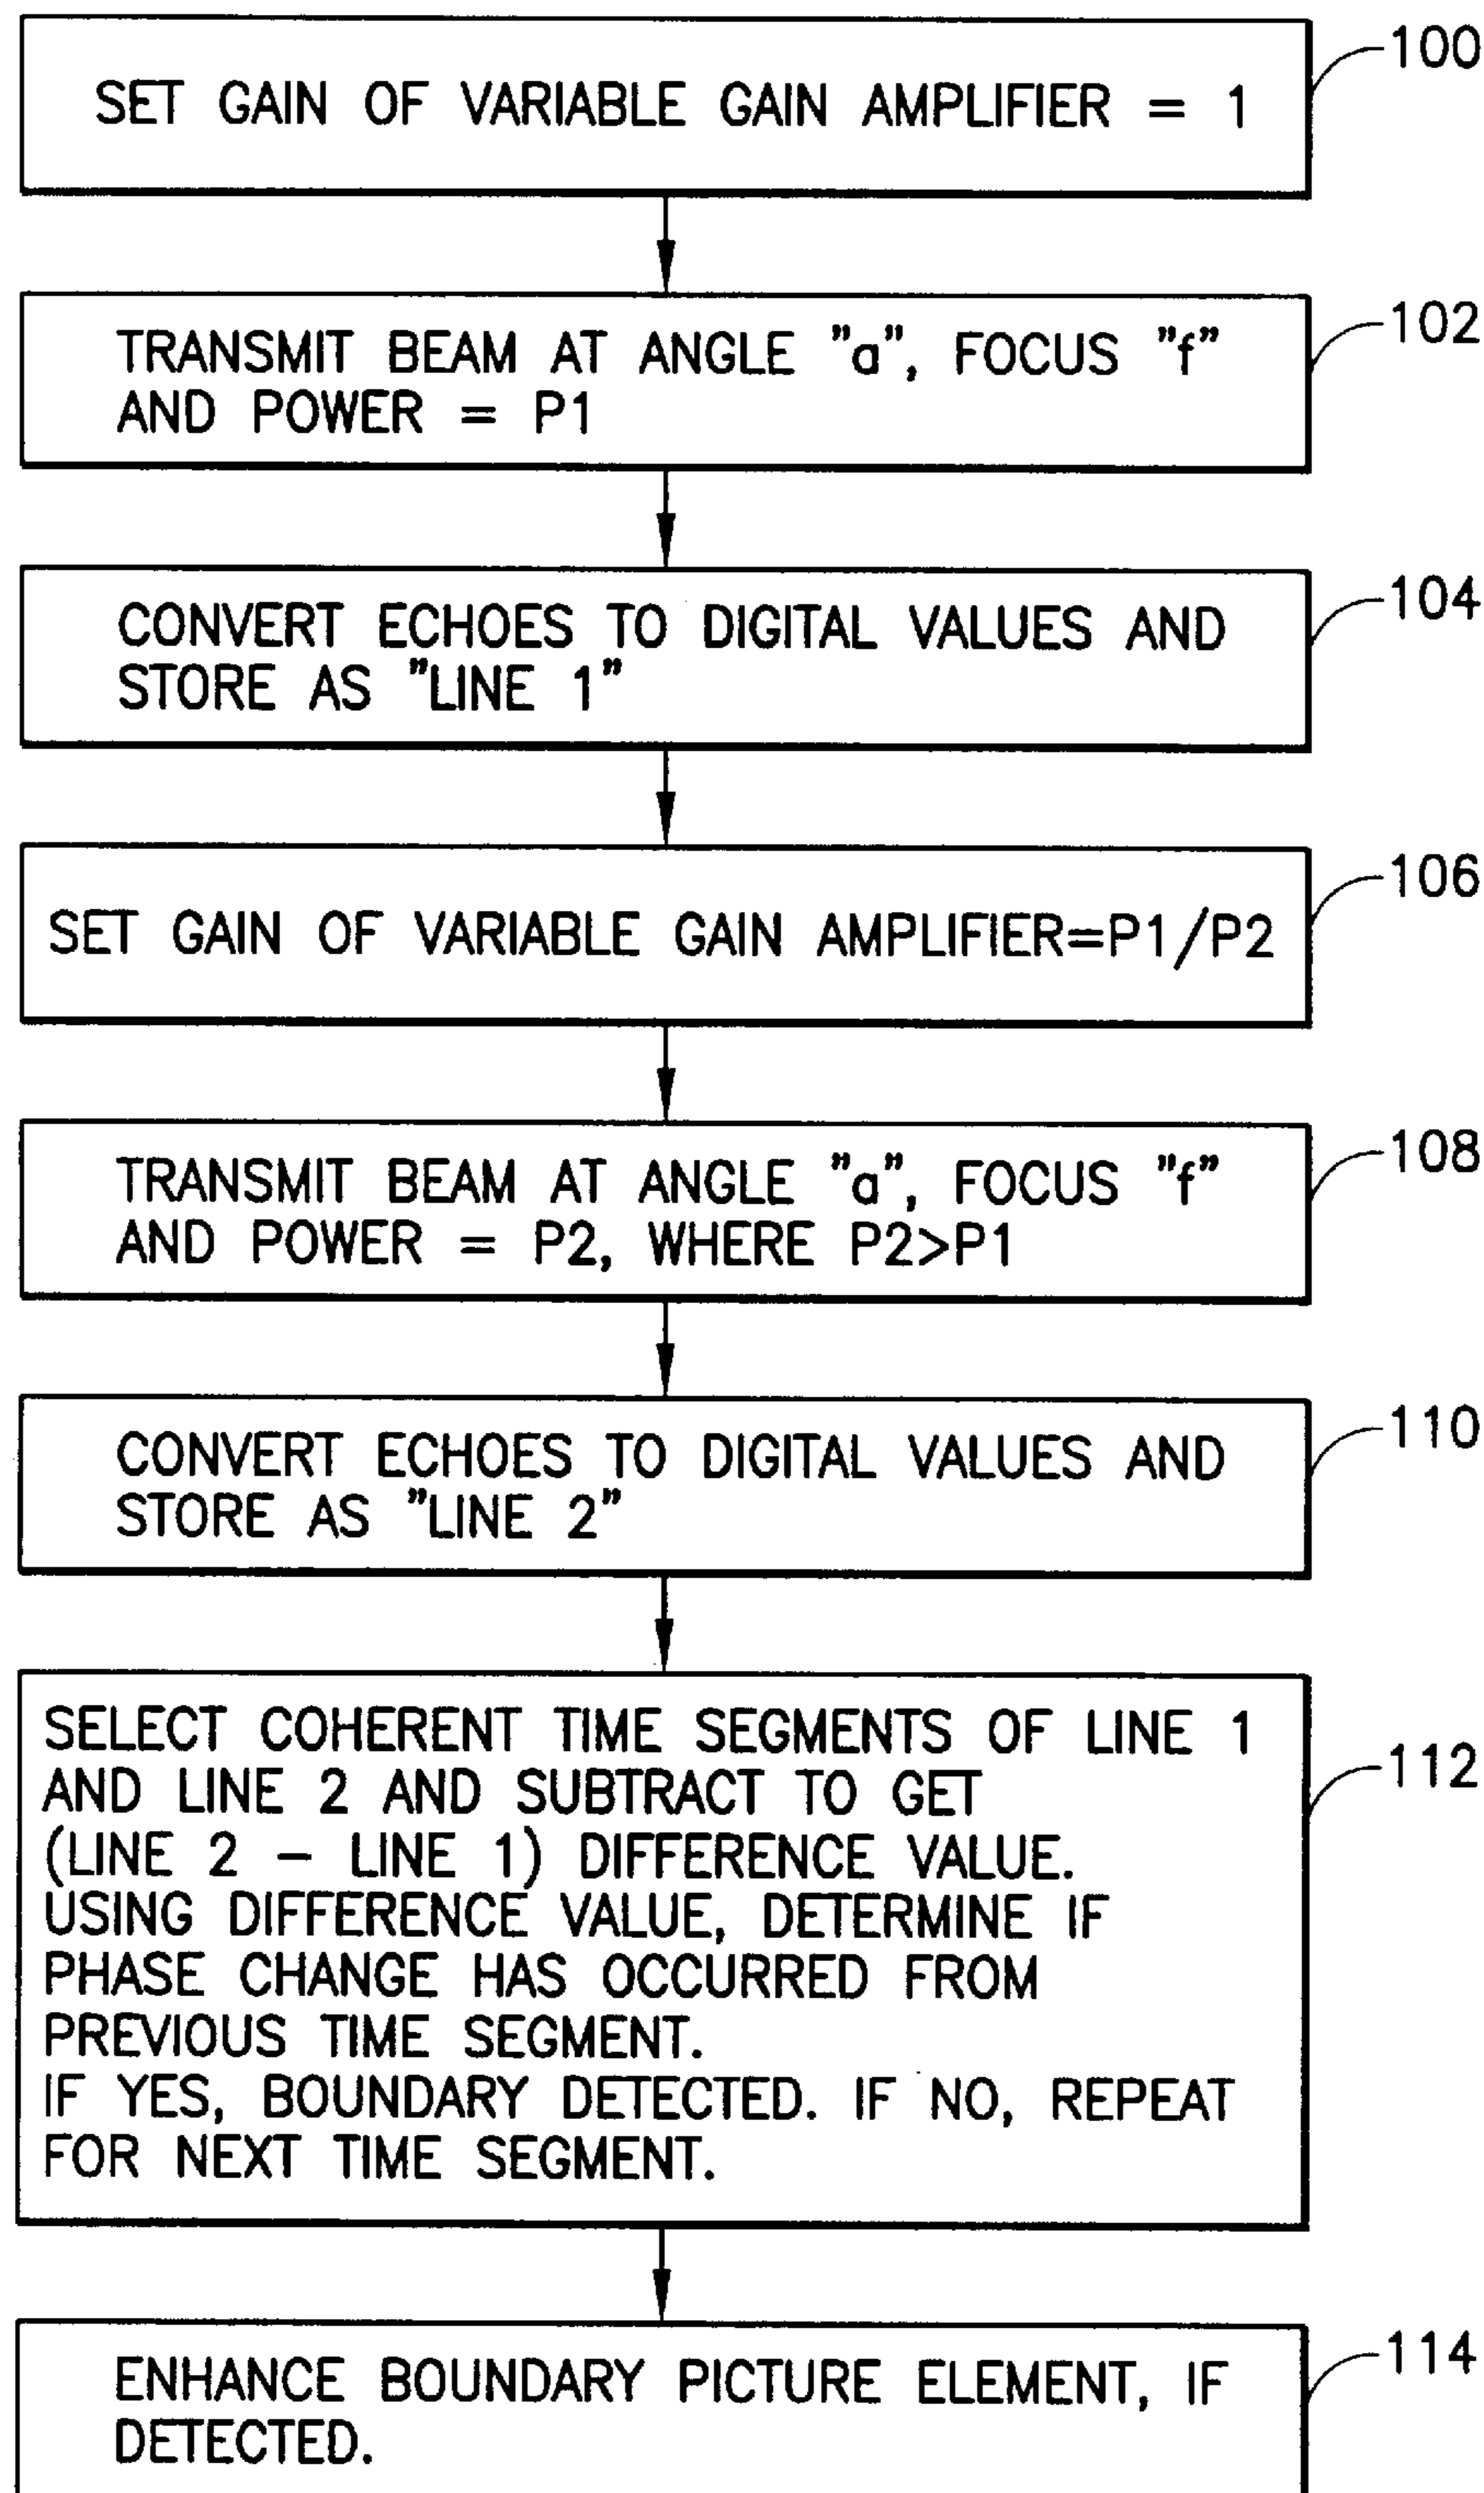 SET GAIN OF VARIABLE GAIN AMPLIFIER = 1
100
TRANSMIT BEAM AT ANGLE "a", FOCUS "f"
AND POWER = P1
102
CONVERT ECHOES TO DIGITAL VALUES AND
STORE AS "LINE 1"
104
SET GAIN OF VARIABLE GAIN AMPLIFIER=P1/P2
106
TRANSMIT BEAM AT ANGLE "a", FOCUS "f"
AND POWER = P2, WHERE P2>P1
108
CONVERT ECHOES TO DIGITAL VALUES AND
STORE AS "LINE 2"
110
SELECT COHERENT TIME SEGMENTS OF LINE 1
AND LINE 2 AND SUBTRACT TO GET
(LINE 2 – LINE 1) DIFFERENCE VALUE.
USING DIFFERENCE VALUE, DETERMINE IF
PHASE CHANGE HAS OCCURRED FROM
PREVIOUS TIME SEGMENT.
IF YES, BOUNDARY DETECTED. IF NO, REPEAT
FOR NEXT TIME SEGMENT.
112
ENHANCE BOUNDARY PICTURE ELEMENT, IF
DETECTED.
114